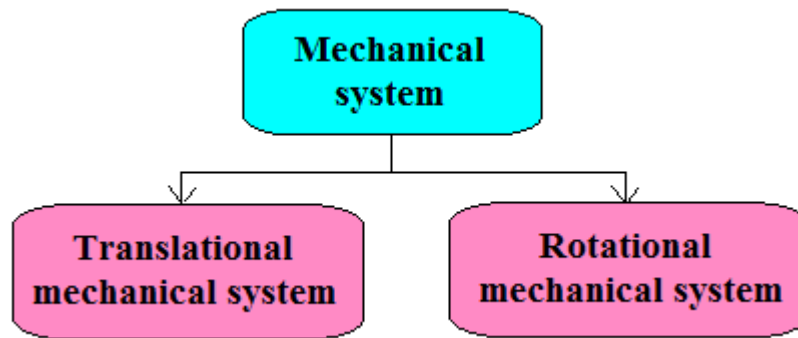 Mechanical
system
Translational
mechanical system
Rotational
mechanical system